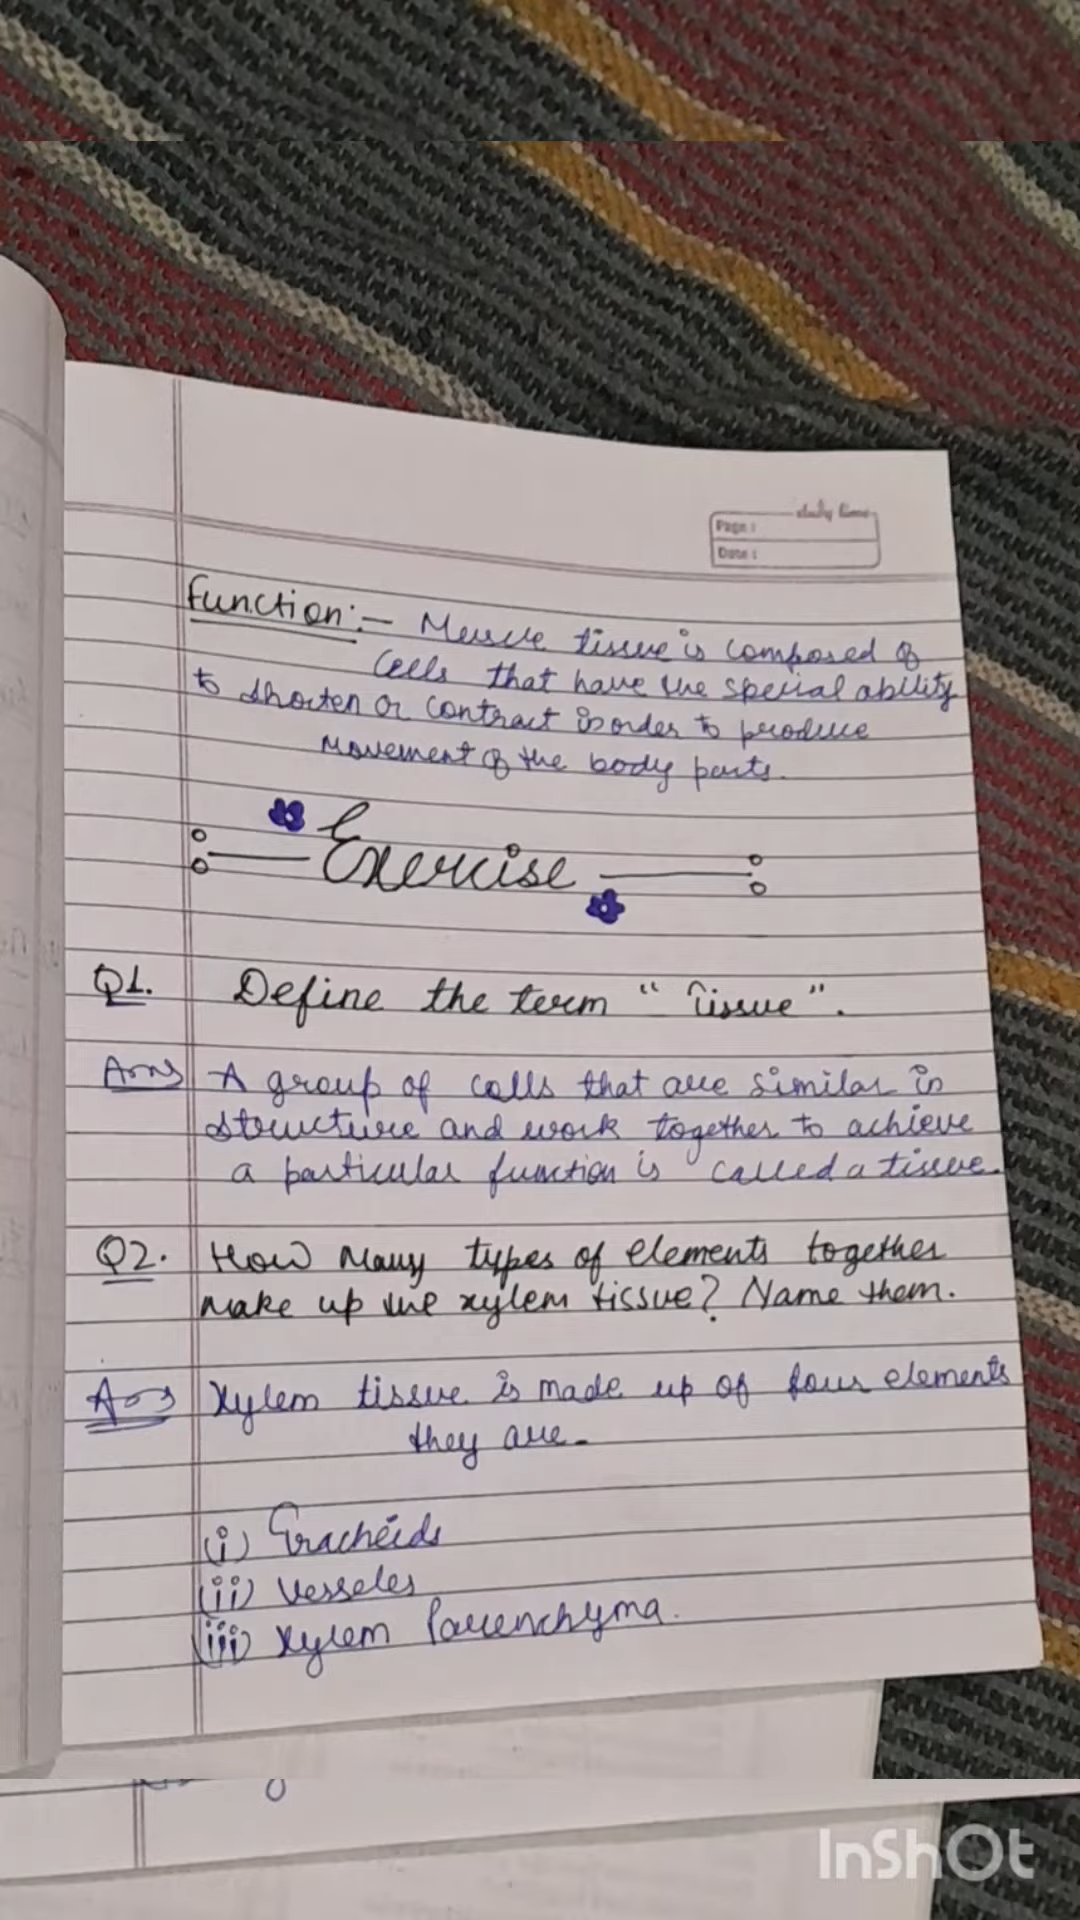 study time
Page :
Date :
Function:- Muscle tissue is composed of
cells that have the special ability
to shorten or contract in order to produce
movement of the body parts.
Exercise
Q1. Define the term "Tissue".
Ans A group of cells that are similar in
structure and work together to achieve
a particular function is called a tissue.
Q2. How Many types of elements together
make up the xylem tissue? Name them.
Ans Xylem tissue is made up of four elements
they are-
(i) Tracheids
(ii) Vesseles
(iii) Xylem Parenchyma.
InShOt